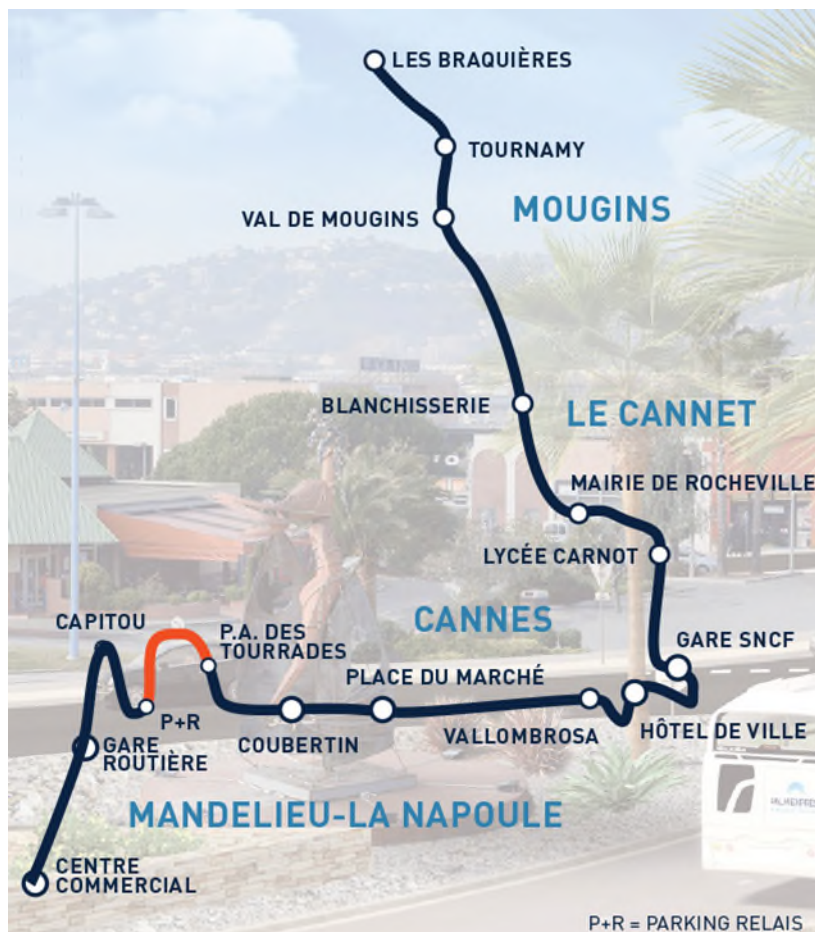 LES BRAQUIÈRES
TOURNAMY
MOUGINS
VAL DE MOUGINS
BLANCHISSERIE
LE CANNET
MAIRIE DE ROCHEVILLE
LYCÉE CARNOT
CANNES
CAPITOU
P.A. DES
TOURRADES
GARE SNCF
PLACE DU MARCHÉ
P+R
COUBERTIN
VALLOMBROSA
HÔTEL DE VILLE
GARE
ROUTIÈRE
MANDELIEU-LA NAPOULE
CENTRE
COMMERCIAL
P+R = PARKING RELAIS